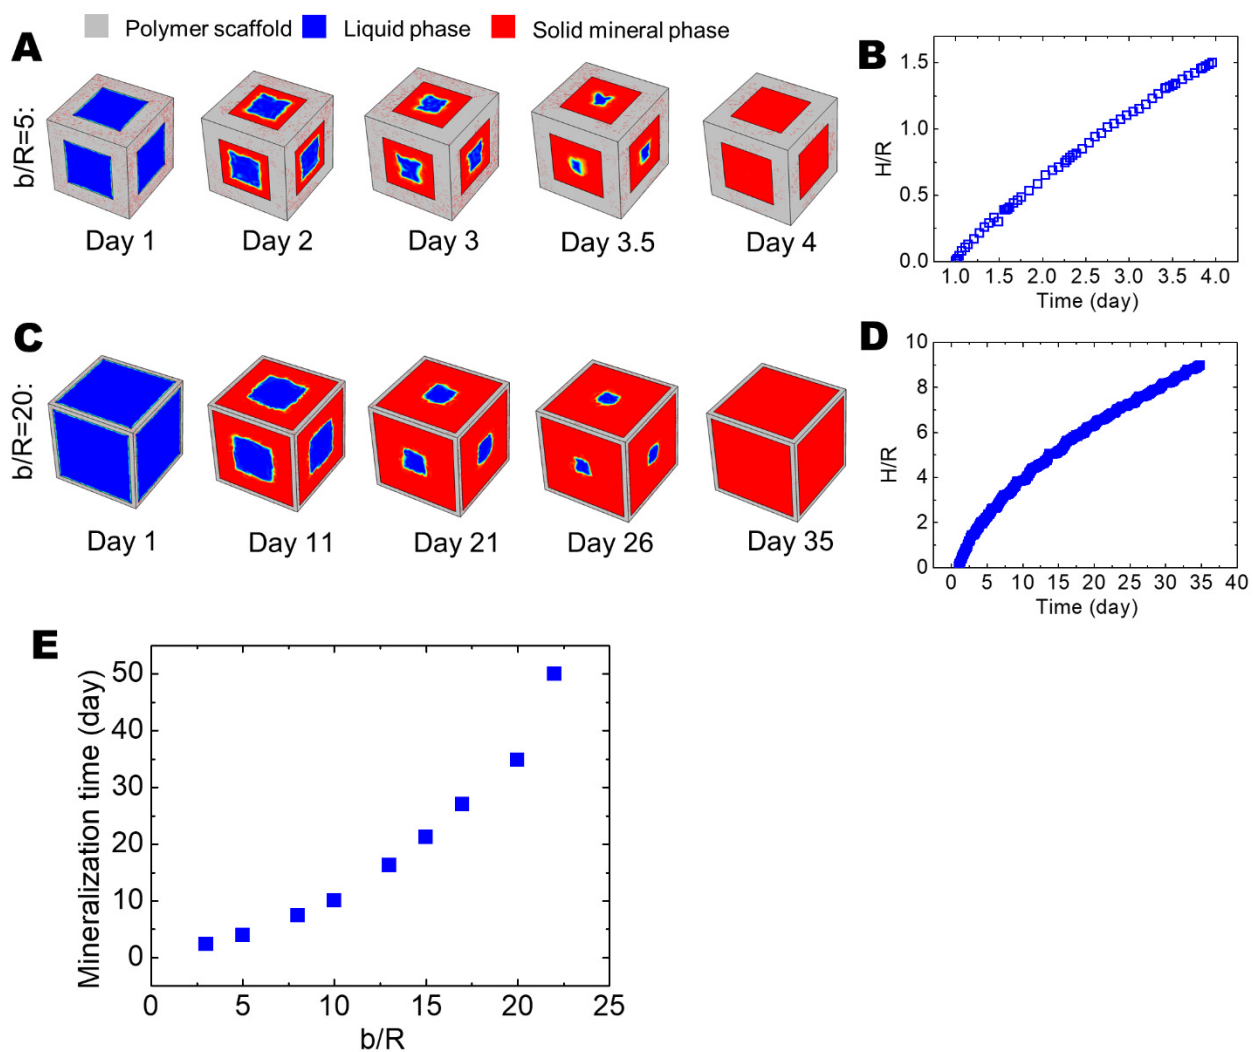 Polymer scaffold Liquid phase Solid mineral phase
A
b/R=5:
Day 1 Day 2 Day 3 Day 3.5 Day 4
B
H/R
1.5
1.0
0.5
0.0
1.0 1.5 2.0 2.5 3.0 3.5 4.0
Time (day)
C
b/R=20:
Day 1 Day 11 Day 21 Day 26 Day 35
D
H/R
10
8
6
4
2
0
0 5 10 15 20 25 30 35 40
Time (day)
E
Mineralization time (day)
50
40
30
20
10
0
0 5 10 15 20 25
b/R